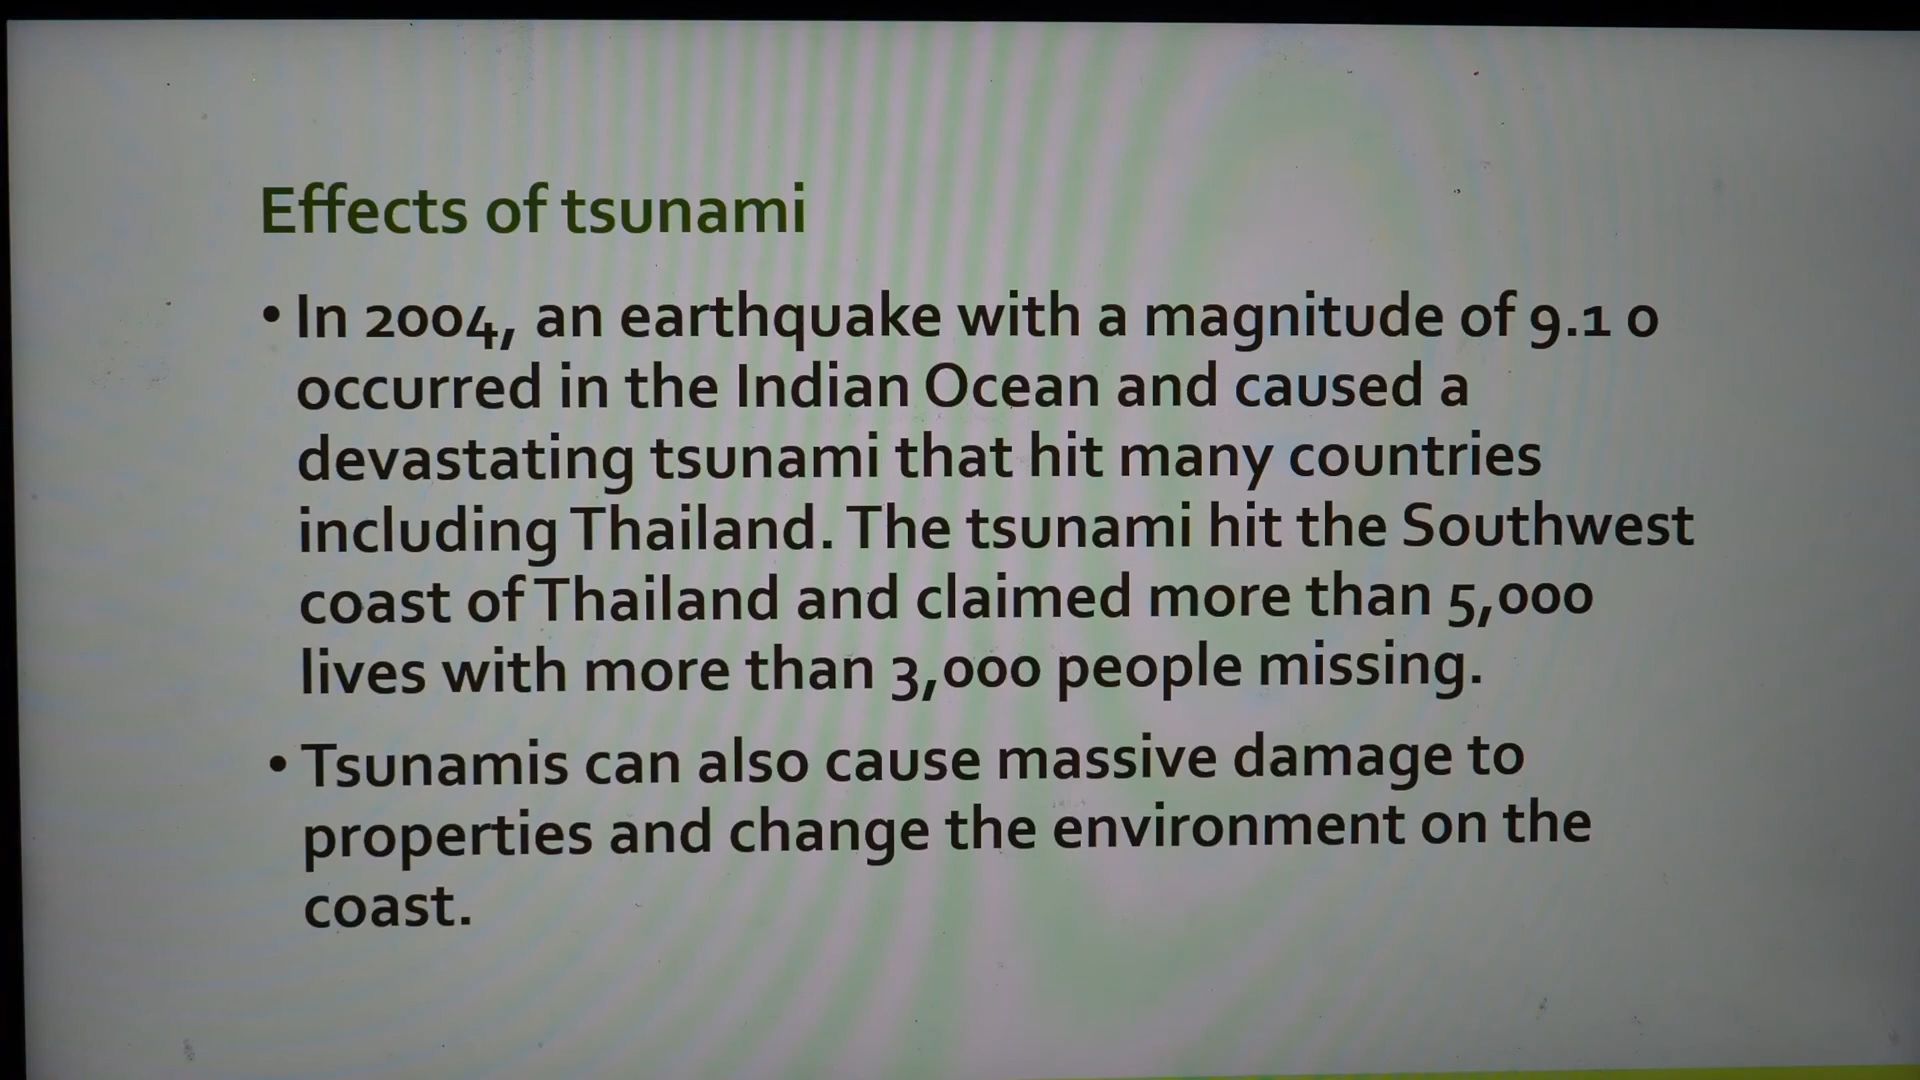 Effects of tsunami
• In 2004, an earthquake with a magnitude of 9.1 0
occurred in the Indian Ocean and caused a
devastating tsunami that hit many countries
including Thailand. The tsunami hit the Southwest
coast of Thailand and claimed more than 5,000
lives with more than 3,000 people missing.
• Tsunamis can also cause massive damage to
properties and change the environment on the
coast.